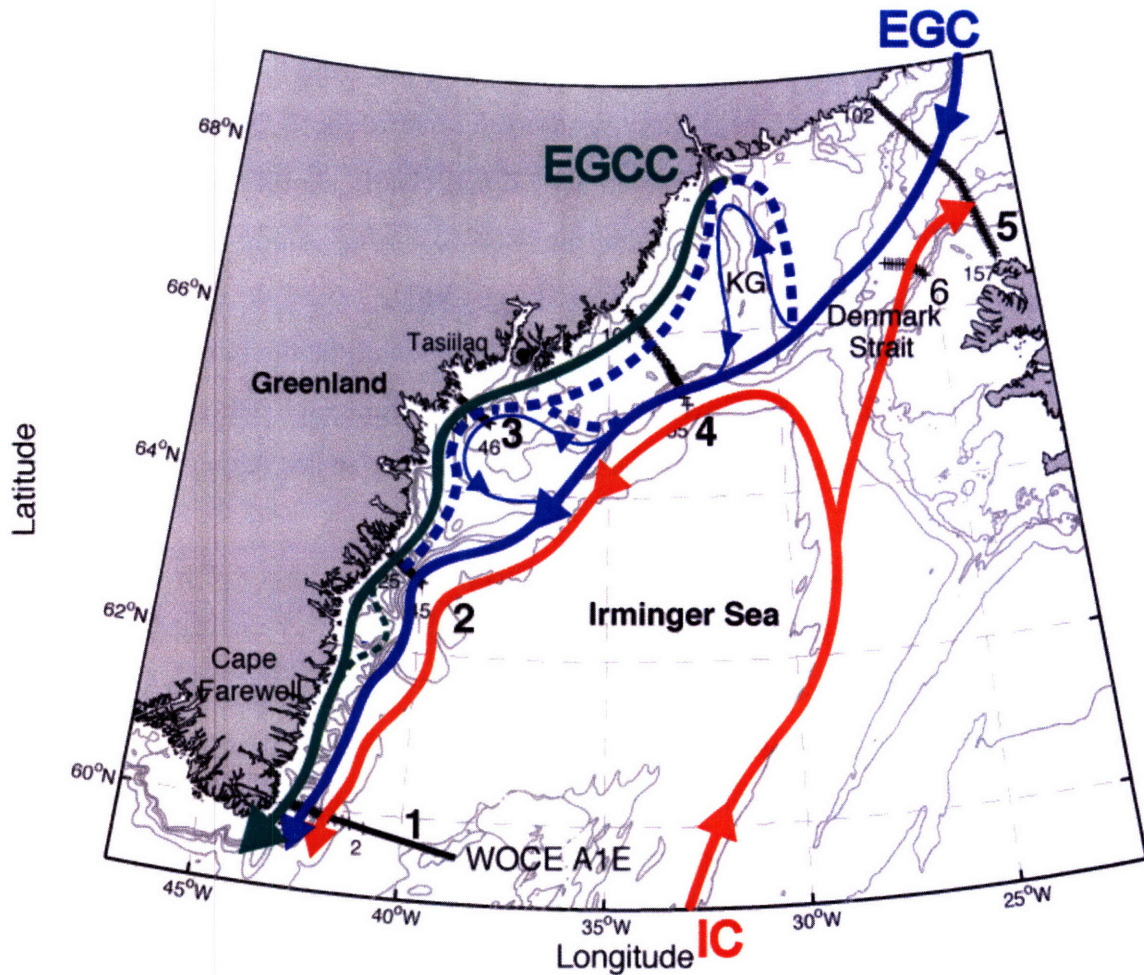 EGC
68°N
102
EGCC
5
66°N
KG
157
6
Denmark
Strait
Tasiilaq
Greenland
64°N
46
3
4
Latitude
62°N
25
45
2
Irminger Sea
Cape
Farewell
60°N
1
2
WOCE A1E
45°W
40°W
35°W
30°W
25°W
Longitude
IC